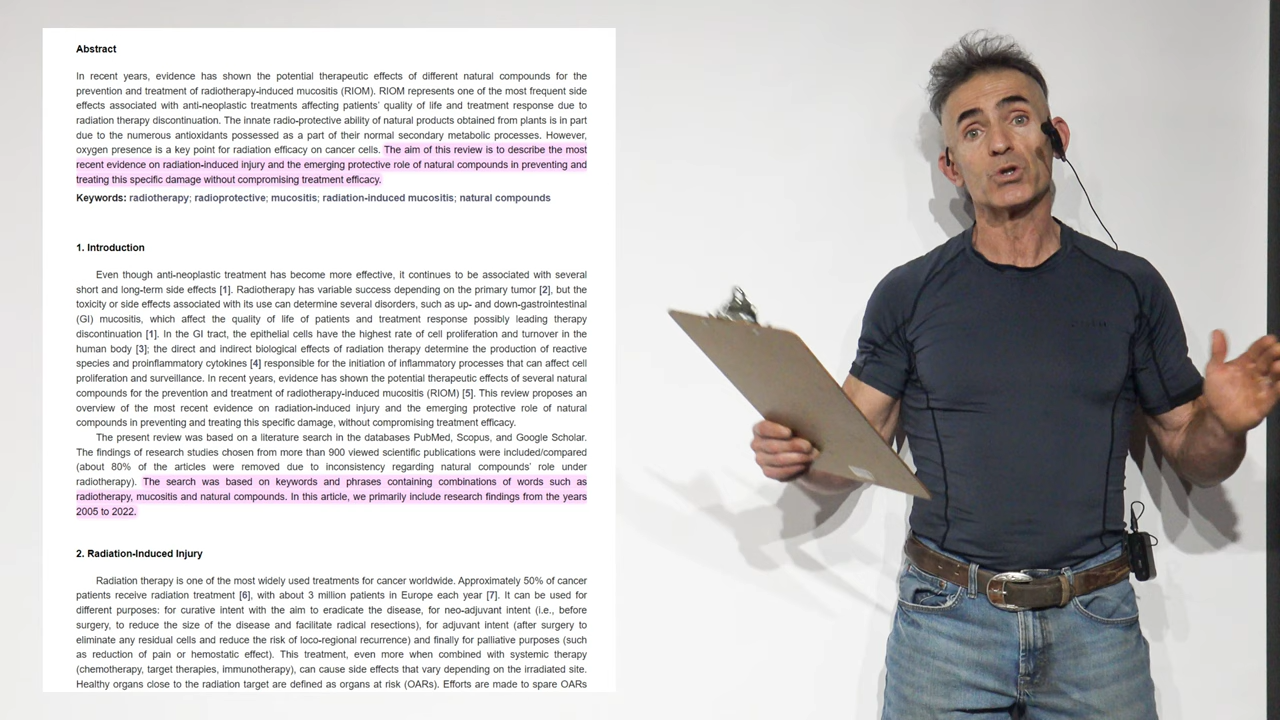 Abstract
In recent years, evidence has shown the potential therapeutic effects of different natural compounds for the
prevention and treatment of radiotherapy-induced mucositis (RIOM). RIOM represents one of the most frequent side
effects associated with anti-neoplastic treatments affecting patients’ quality of life and treatment response due to
radiation therapy discontinuation. The innate radio-protective ability of natural products obtained from plants is in part
due to the numerous antioxidants possessed as a part of their normal secondary metabolic processes. However,
oxygen presence is a key point for radiation efficacy on cancer cells. The aim of this review is to describe the most
recent evidence on radiation-induced injury and the emerging protective role of natural compounds in preventing and
treating this specific damage without compromising treatment efficacy.
Keywords: radiotherapy; radioprotective; mucositis; radiation-induced mucositis; natural compounds
1. Introduction
Even though anti-neoplastic treatment has become more effective, it continues to be associated with several
short and long-term side effects [1]. Radiotherapy has variable success depending on the primary tumor [2], but the
toxicity or side effects associated with its use can determine several disorders, such as up- and down-gastrointestinal
(GI) mucositis, which affect the quality of life of patients and treatment response possibly leading therapy
discontinuation [1]. In the GI tract, the epithelial cells have the highest rate of cell proliferation and turnover in the
human body [3]; the direct and indirect biological effects of radiation therapy determine the production of reactive
species and proinflammatory cytokines [4] responsible for the initiation of inflammatory processes that can affect cell
proliferation and surveillance. In recent years, evidence has shown the potential therapeutic effects of several natural
compounds for the prevention and treatment of radiotherapy-induced mucositis (RIOM) [5]. This review proposes an
overview of the most recent evidence on radiation-induced injury and the emerging protective role of natural
compounds in preventing and treating this specific damage, without compromising treatment efficacy.
The present review was based on a literature search in the databases PubMed, Scopus, and Google Scholar.
The findings of research studies chosen from more than 900 viewed scientific publications were included/compared
(about 80% of the articles were removed due to inconsistency regarding natural compounds’ role under
radiotherapy). The search was based on keywords and phrases containing combinations of words such as
radiotherapy, mucositis and natural compounds. In this article, we primarily include research findings from the years
2005 to 2022.
2. Radiation-Induced Injury
Radiation therapy is one of the most widely used treatments for cancer worldwide. Approximately 50% of cancer
patients receive radiation treatment [6], with about 3 million patients in Europe each year [7]. It can be used for
different purposes: for curative intent with the aim to eradicate the disease, for neo-adjuvant intent (i.e., before
surgery, to reduce the size of the disease and facilitate radical resections), for adjuvant intent (after surgery to
eliminate any residual cells and reduce the risk of loco-regional recurrence) and finally for palliative purposes (such
as reduction of pain or hemostatic effect). This treatment, even more when combined with systemic therapy
(chemotherapy, target therapies, immunotherapy), can cause side effects that vary depending on the irradiated site.
Healthy organs close to the radiation target are defined as organs at risk (OARs). Efforts are made to spare OARs